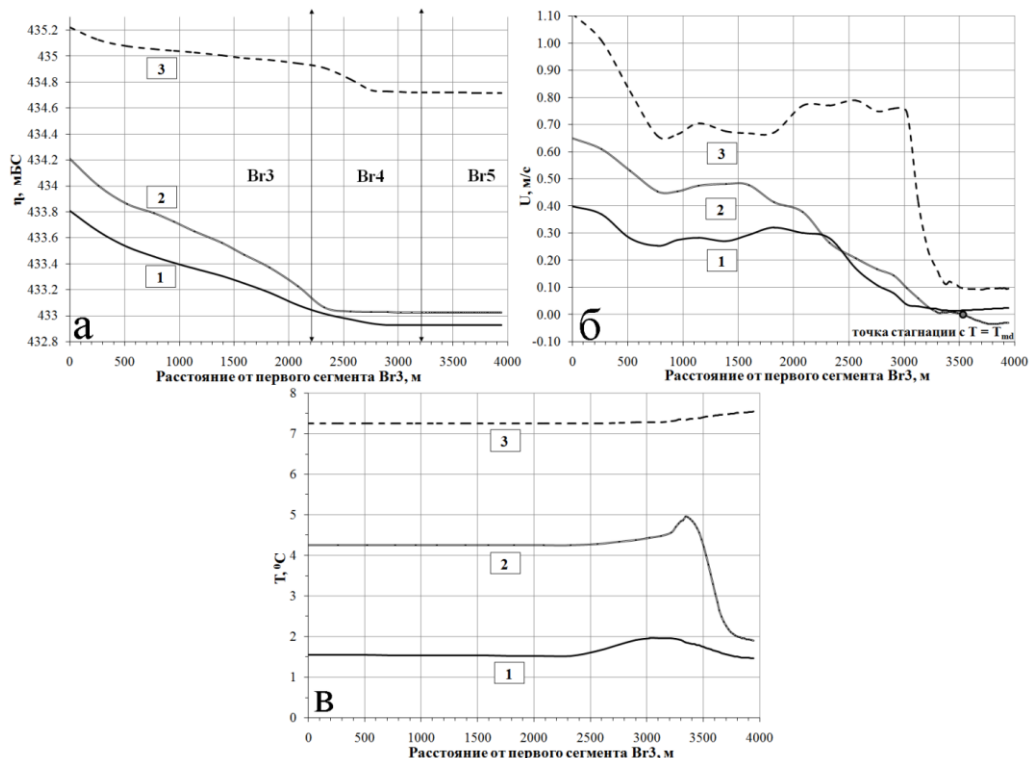 435.2
435
434.8
434.6
434.4
434.2
434
433.8
433.6
433.4
433.2
433
432.8
η, мБС
3
2
1
Br3
Br4
Br5
а
0 500 1000 1500 2000 2500 3000 3500 4000
Расстояние от первого сегмента Br3, м
1.10
1.00
0.90
0.80
0.70
0.60
0.50
0.40
0.30
0.20
0.10
0.00
-0.10
U, м/с
3
2
1
точка стагнации с T = Tmd
б
0 500 1000 1500 2000 2500 3000 3500 4000
Расстояние от первого сегмента Br3, м
8
7
6
5
4
3
2
1
0
T, ⁰C
3
2
1
в
0 500 1000 1500 2000 2500 3000 3500 4000
Расстояние от первого сегмента Br3, м